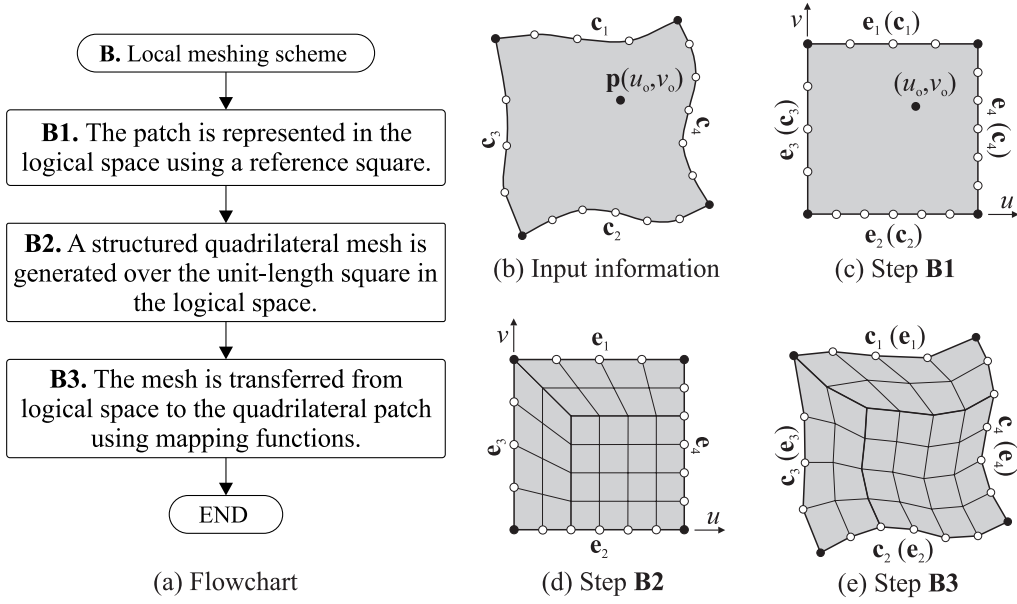 B. Local meshing scheme
B1. The patch is represented in the
logical space using a reference square.
B2. A structured quadrilateral mesh is
generated over the unit-length square in
the logical space.
B3. The mesh is transferred from
logical space to the quadrilateral patch
using mapping functions.
END
(a) Flowchart
c₁
p(uₒ,vₒ)
c₃
c₄
c₂
(b) Input information
v
e₁ (c₁)
(uₒ,vₒ)
e₃ (c₃)
e₄ (c₄)
u
e₂ (c₂)
(c) Step B1
v
e₁
e₃
e₄
u
e₂
(d) Step B2
c₁ (e₁)
c₃ (e₃)
c₄ (e₄)
c₂ (e₂)
(e) Step B3